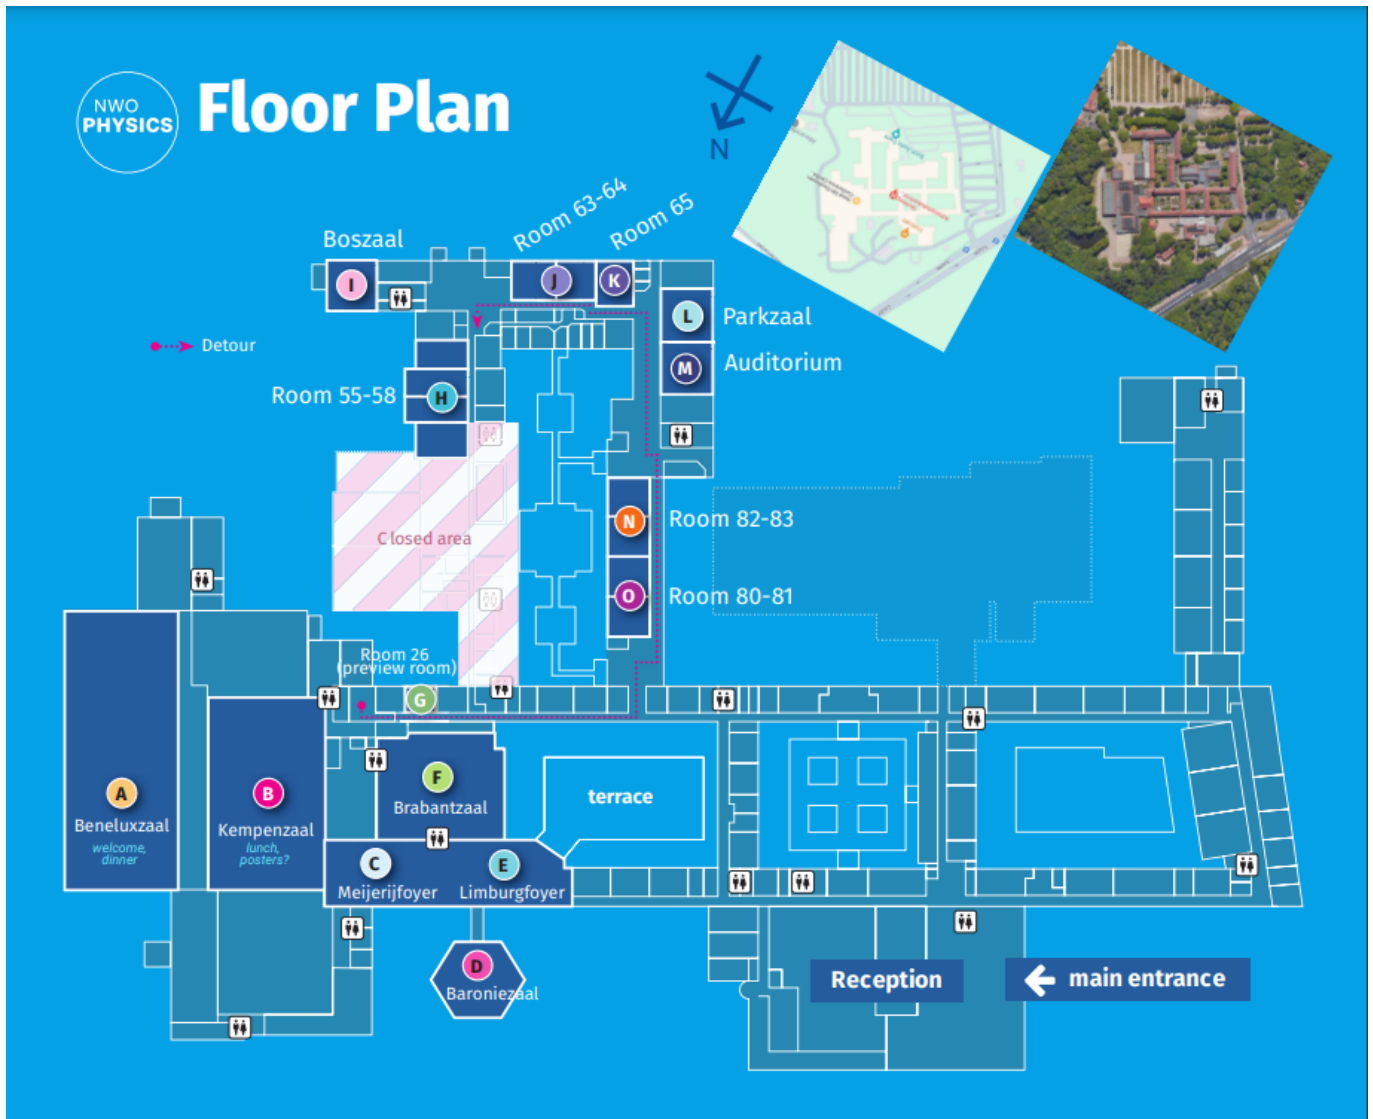 NWO
PHYSICS
Floor Plan
N
Room 63-64
Room 65
Boszaal
I
J
K
L
Parkzaal
M
Auditorium
Detour
Room 55-58
H
Closed area
N
Room 82-83
O
Room 80-81
Room 26
(preview room)
G
A
Beneluxzaal
welcome,
dinner
B
Kempenzaal
lunch,
posters?
F
Brabantzaal
terrace
C
Meijerijfoyer
E
Limburgfoyer
D
Baroniezaal
Reception
main entrance